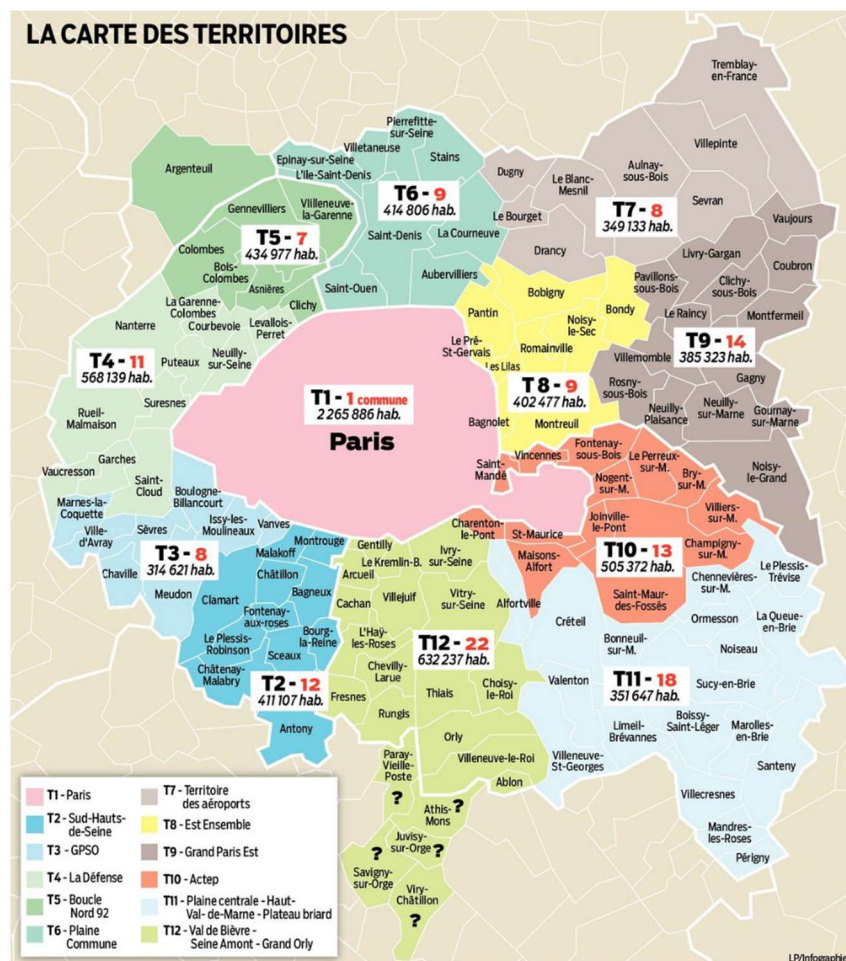 LA CARTE DES TERRITOIRES
Tremblay-
en-France
Pierrefitte-
sur-Seine
Villetaneuse
Epinay-sur-Seine
L'Ile-Saint-Denis
Stains
Argenteuil
Villepinte
Dugny
Le Blanc-
Mesnil
Aulnay-
sous-Bois
Sevran
T6 - 9
414 806 hab.
T7 - 8
349 133 hab.
Gennevilliers
VIlleneuve-
la-Garenne
Le Bourget
Vaujours
T5 - 7
434 977 hab.
Saint-Denis
La Courneuve
Drancy
Livry-Gargan
Coubron
Colombes
Bois-
Colombes
Asnières
Aubervilliers
Saint-Ouen
Clichy
Pavillons-
sous-Bois
Clichy-
sous-Bois
Bobigny
Bondy
La Garenne-
Colombes
Courbevoie
Levallois-
Perret
Nanterre
Pantin
Noisy-
le-Sec
Le Raincy
Montfermeil
T9 - 14
385 323 hab.
Le Pré-
St-Gervais
Romainville
Les Lilas
Villemomble
T4 - 11
568 139 hab.
Puteaux
Neuilly-
sur-Seine
T8 - 9
402 477 hab.
Gagny
Rosny-
sous-Bois
T1 - 1 commune
2 265 886 hab.
Paris
Suresnes
Rueil-
Malmaison
Neuilly-
Plaisance
Neuilly-
sur-Marne
Gournay-
sur-Marne
Bagnolet
Montreuil
Fontenay-
sous-Bois
Vincennes
Saint-
Mandé
Le Perreux-
sur-M.
Nogent-
sur-M.
Bry-
sur-M.
Noisy-
le-Grand
Garches
Vaucresson
Saint-
Cloud
Marnes-la-
Coquette
Boulogne-
Billancourt
Villiers-
sur-M.
Ville-
d'Avray
Sèvres
Issy-les-
Moulineaux
Vanves
Charenton-
le-Pont
St-Maurice
Joinville-
le-Pont
Champigny-
sur-M.
T3 - 8
314 621 hab.
Montrouge
Malakoff
Gentilly
Le Kremlin-B.
Ivry-
sur-Seine
Maisons-
Alfort
T10 - 13
505 372 hab.
Chaville
Meudon
Châtillon
Arcueil
Clamart
Bagneux
Cachan
Villejuif
Vitry-
sur-Seine
Alfortville
Saint-Maur-
des-Fossés
Chennevières-
sur-M.
Le Plessis-
Trévise
Fontenay-
aux-roses
Créteil
Ormesson
La Queue-
en-Brie
Le Plessis-
Robinson
Bourg-
la-Reine
L'Haÿ-
les-Roses
T12 - 22
632 237 hab.
Bonneuil-
sur-M.
Noiseau
Sceaux
Châtenay-
Malabry
Chevilly-
Larue
T2 - 12
411 107 hab.
Fresnes
Thiais
Choisy-
le-Roi
Valenton
T11 - 18
351 647 hab.
Sucy-en-Brie
Rungis
Antony
Orly
Limeil-
Brévannes
Boissy-
Saint-Léger
Marolles-
en-Brie
Paray-
Vieille-
Poste
Villeneuve-le-Roi
Villeneuve-
St-Georges
Santeny
Ablon
Villecresnes
?
Athis-
Mons
?
Mandres-
les-Roses
Périgny
Juvisy-
sur-Orge
?
?
Savigny-
sur-Orge
Viry-
Châtillon
?
T1 - Paris
T2 - Sud-Hauts-
de-Seine
T3 - GPSO
T4 - La Défense
T5 - Boucle
Nord 92
T6 - Plaine
Commune
T7 - Territoire
des aéroports
T8 - Est Ensemble
T9 - Grand Paris Est
T10 - Actep
T11 - Plaine centrale - Haut-
Val-de-Marne - Plateau briard
T12 - Val de Bièvre -
Seine Amont - Grand Orly
LP/Infographie